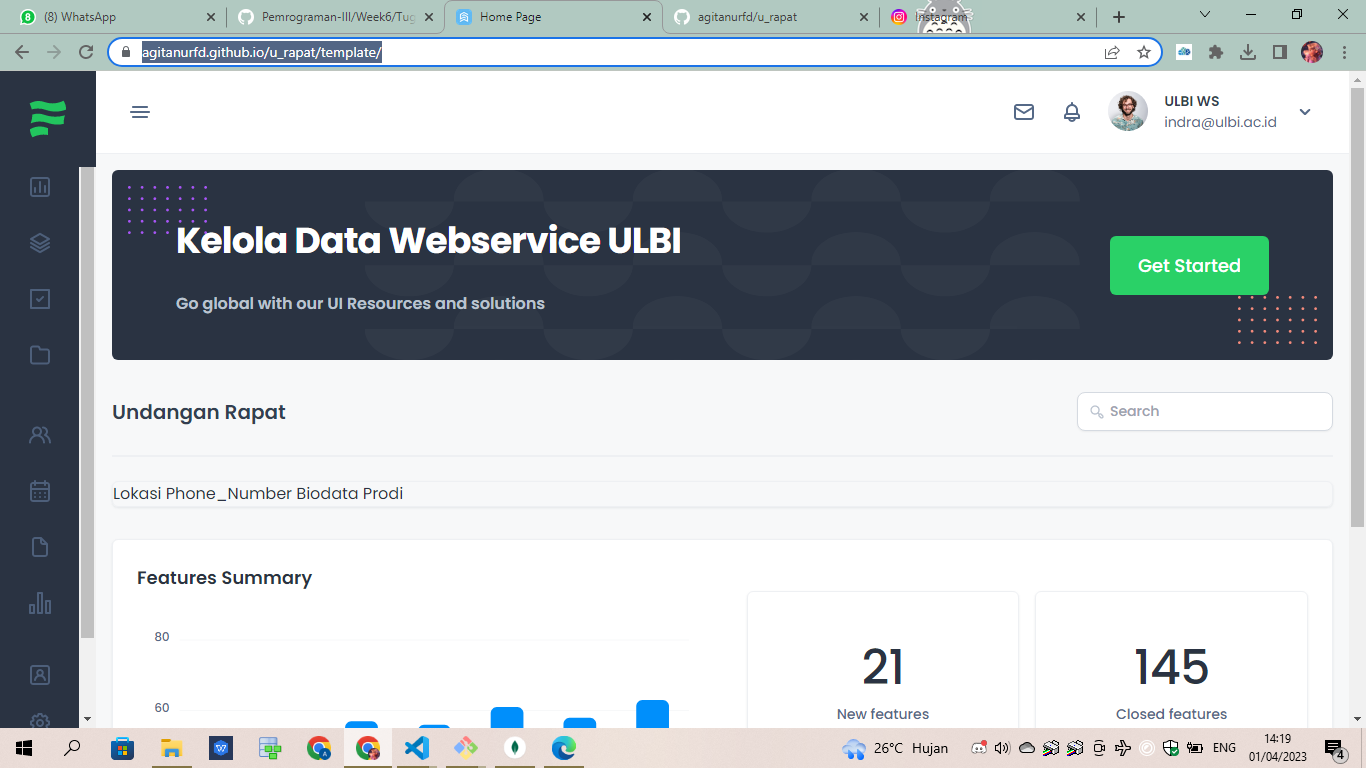 (8) WhatsApp
Pemrograman-III/Week6/Tug
Home Page
agitanurfd/u_rapat
Instagram
agitanurfd.github.io/u_rapat/template/
ULBI WS
indra@ulbi.ac.id
Kelola Data Webservice ULBI
Go global with our UI Resources and solutions
Get Started
Undangan Rapat
Search
Lokasi Phone_Number Biodata Prodi
Features Summary
80
60
21
New features
145
Closed features
26°C Hujan
ENG
14:19
01/04/2023
4